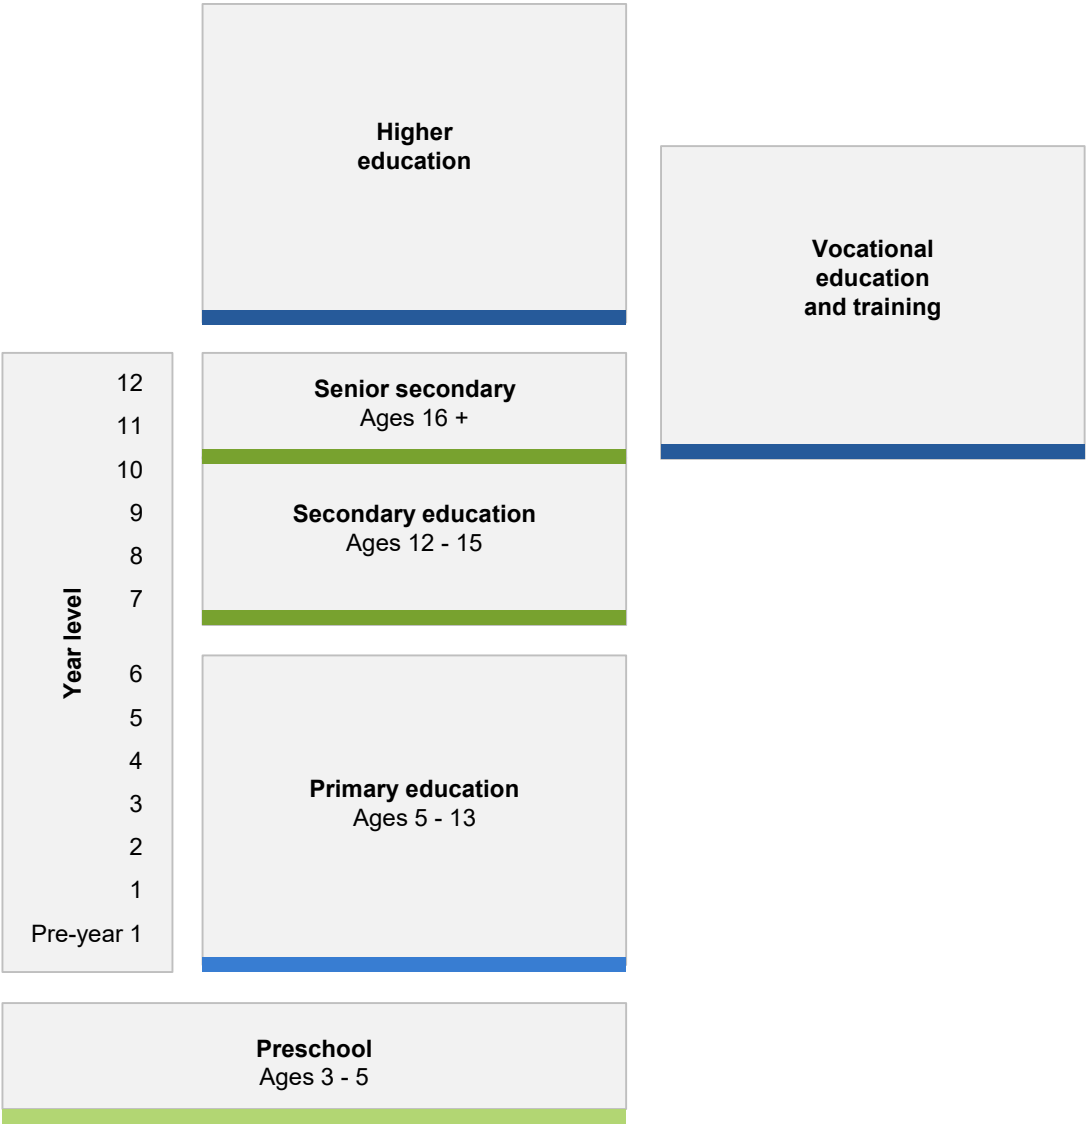 Higher
education
Vocational
education
and training
12
11
10
9
8
7
6
5
4
3
2
1
Pre-year 1
Year level
Senior secondary
Ages 16 +
Secondary education
Ages 12 - 15
Primary education
Ages 5 - 13
Preschool
Ages 3 - 5